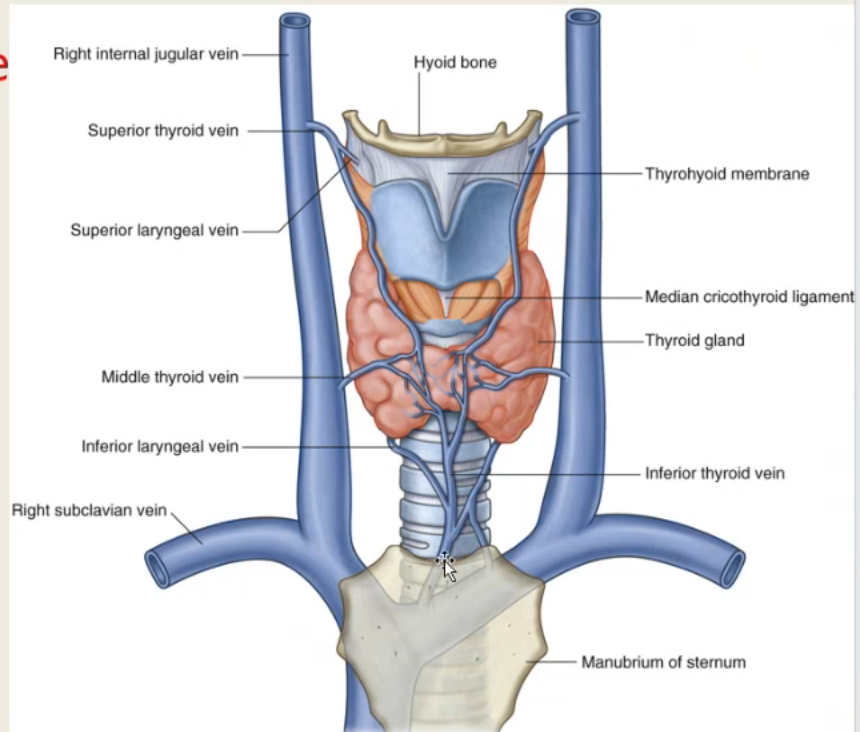 Right internal jugular vein
Hyoid bone
Superior thyroid vein
Thyrohyoid membrane
Superior laryngeal vein
Median cricothyroid ligament
Thyroid gland
Middle thyroid vein
Inferior laryngeal vein
Inferior thyroid vein
Right subclavian vein
Manubrium of sternum